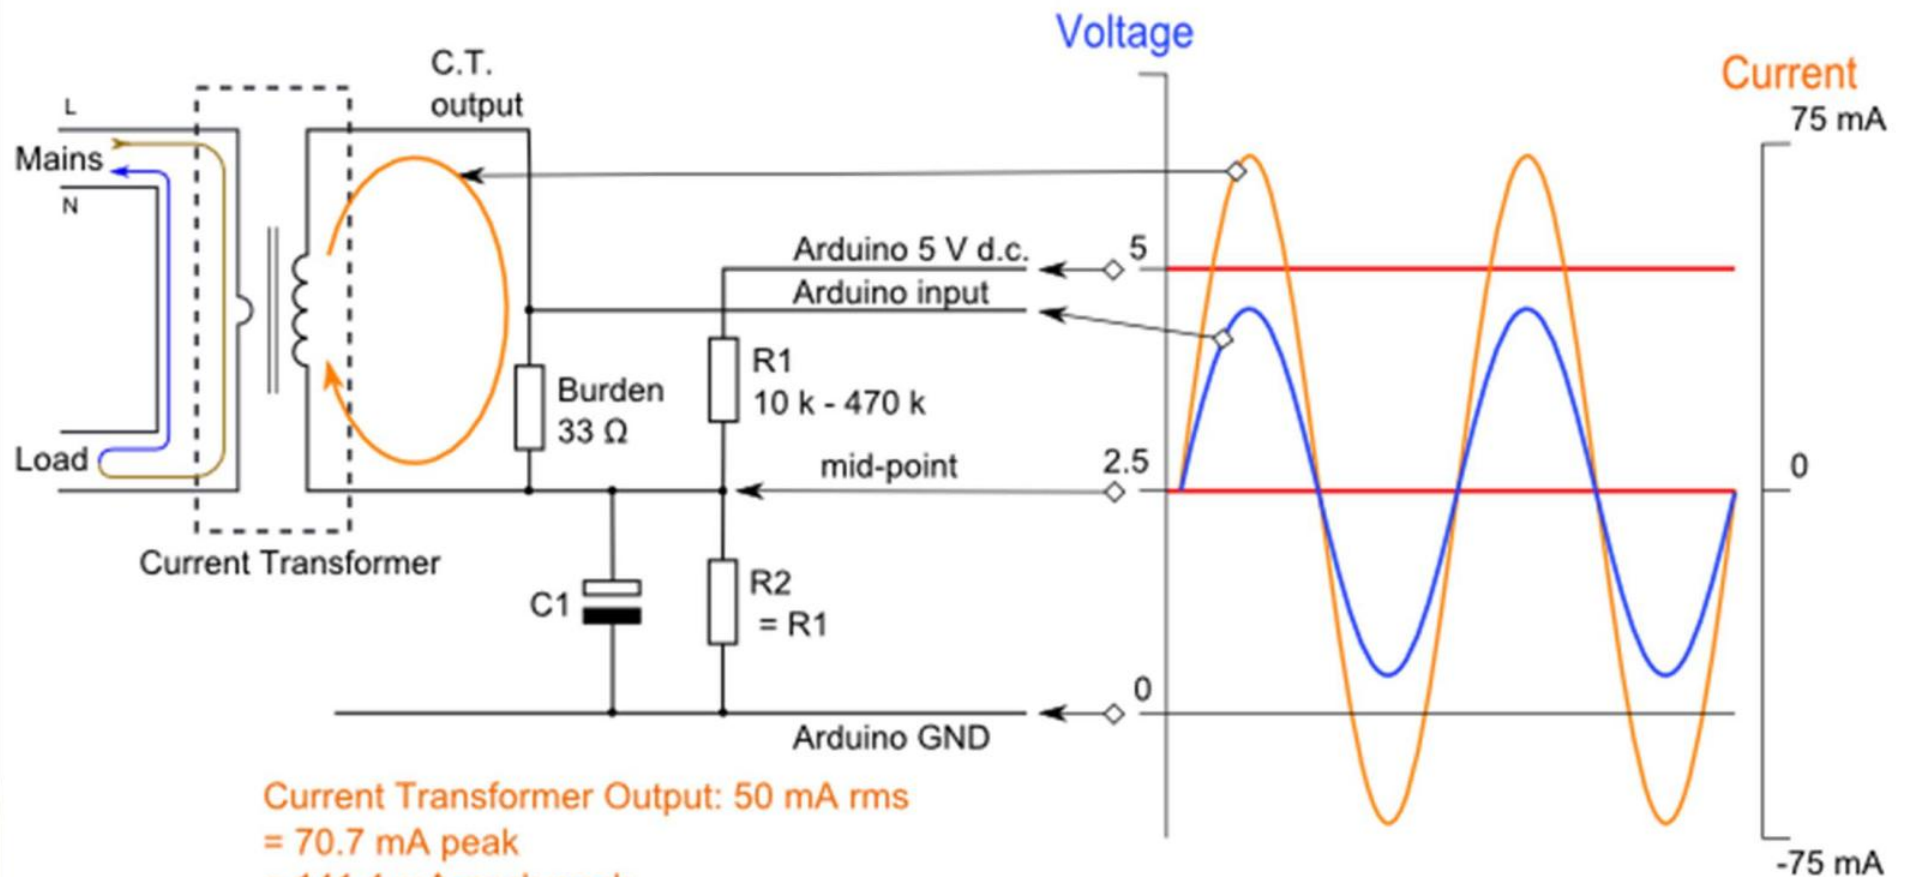 Voltage
Current
C.T.
output
75 mA
L
Mains
N
Arduino 5 V d.c.
5
Arduino input
R1
10 k - 470 k
Burden
33 Ω
Load
mid-point
2.5
0
Current Transformer
C1
R2
= R1
0
Arduino GND
Current Transformer Output: 50 mA rms
= 70.7 mA peak
-75 mA